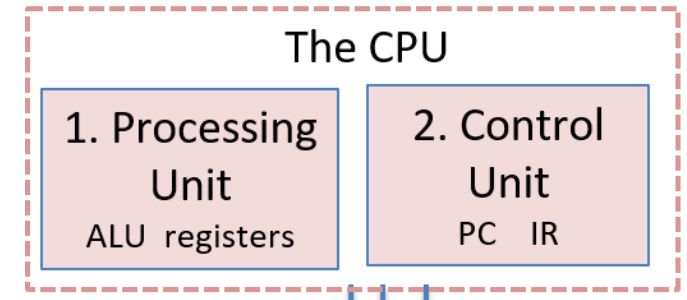 The CPU
1. Processing
Unit
ALU registers
2. Control
Unit
PC IR